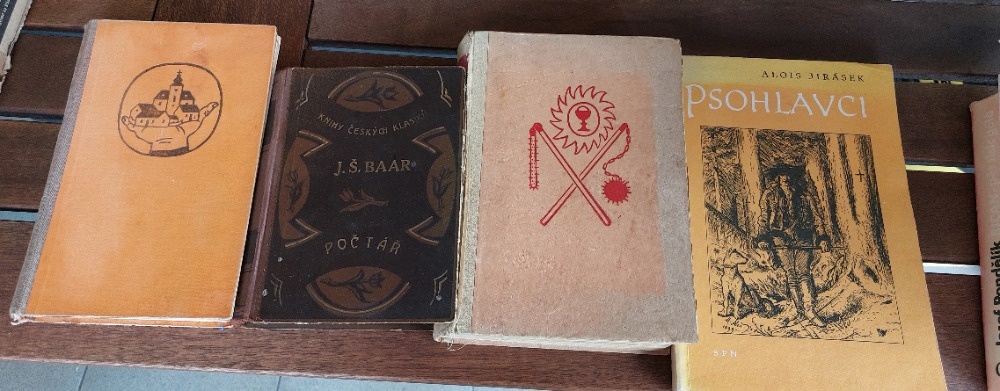 KNIHY ČESKÝCH KLASIKŮ
J. Š. BAAR
POČTÁŘ
ALOIS JIRÁSEK
PSOHLAVCI
SPN